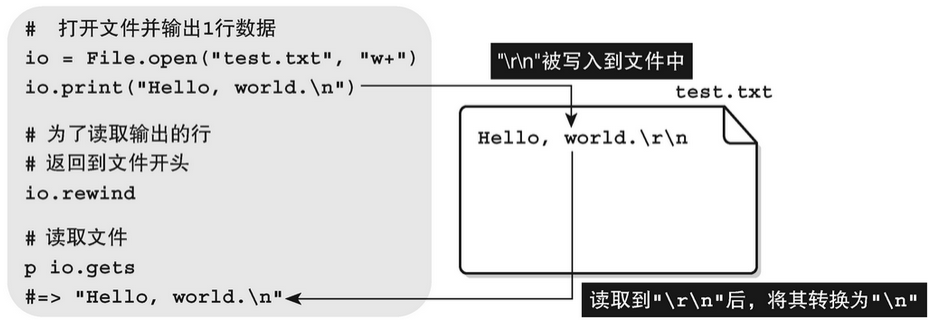 # 打开文件并输出1行数据
io = File.open("test.txt", "w+")
io.print("Hello, world.\n")
# 为了读取输出的行
# 返回到文件开头
io.rewind
# 读取文件
p io.gets
#=> "Hello, world.\n"
"\r\n"被写入到文件中
test.txt
Hello, world.\r\n
读取到"\r\n"后，将其转换为"\n"